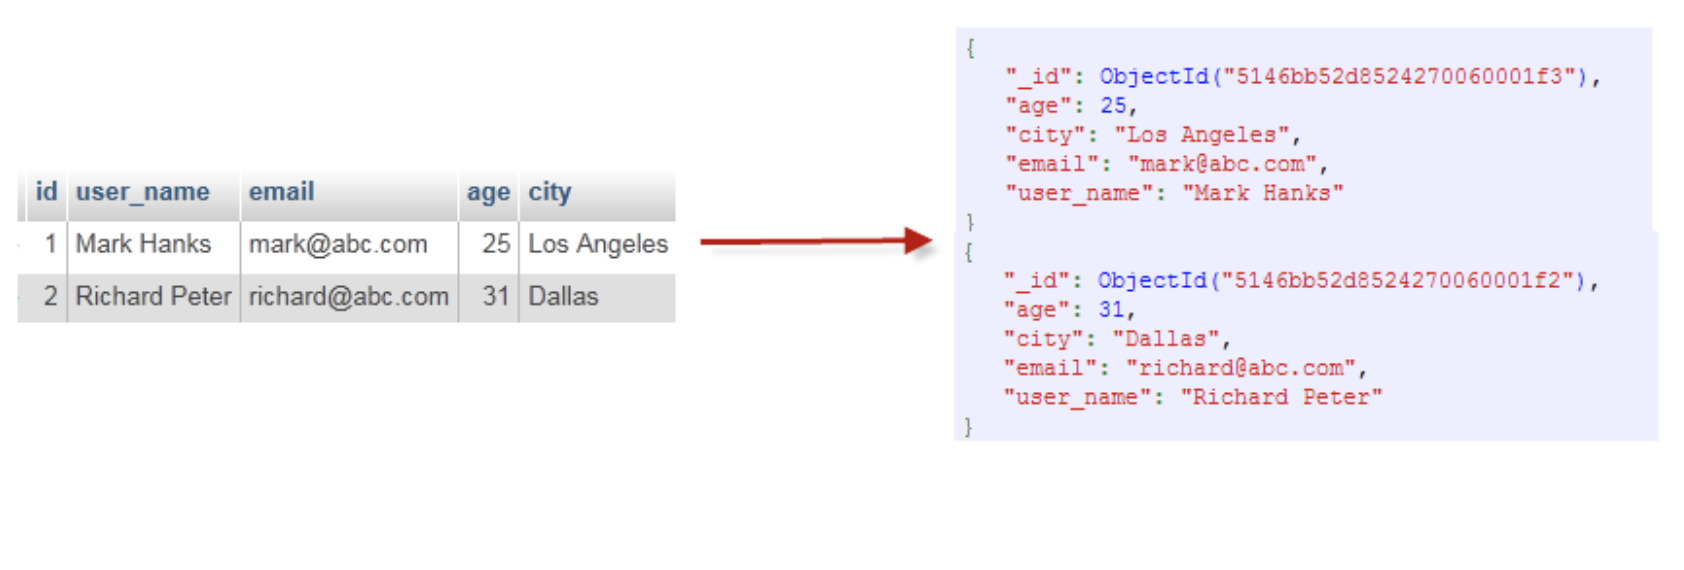 id user_name email age city
1 Mark Hanks mark@abc.com 25 Los Angeles
2 Richard Peter richard@abc.com 31 Dallas
{
"_id": ObjectId("5146bb52d8524270060001f3"),
"age": 25,
"city": "Los Angeles",
"email": "mark@abc.com",
"user_name": "Mark Hanks"
}
{
"_id": ObjectId("5146bb52d8524270060001f2"),
"age": 31,
"city": "Dallas",
"email": "richard@abc.com",
"user_name": "Richard Peter"
}